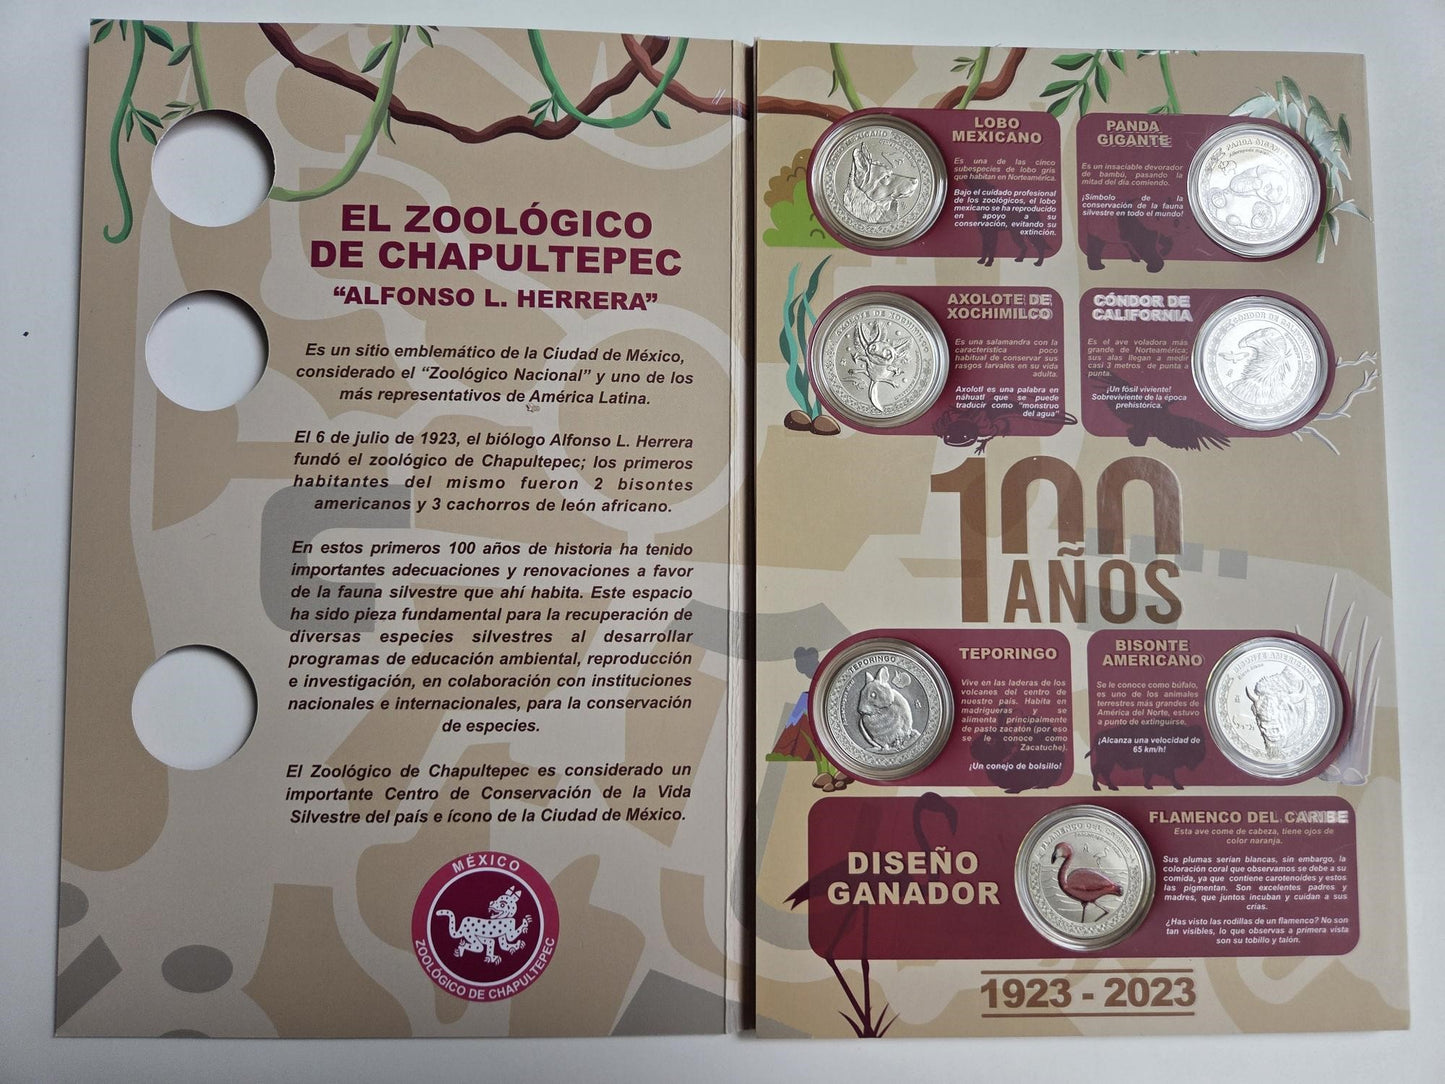 EL ZOOLÓGICO
DE CHAPULTEPEC
“ALFONSO L. HERRERA”
Es un sitio emblemático de la Ciudad de México,
considerado el “Zoológico Nacional” y uno de los
más representativos de América Latina.
El 6 de julio de 1923, el biólogo Alfonso L. Herrera
fundó el zoológico de Chapultepec; los primeros
habitantes del mismo fueron 2 bisontes
americanos y 3 cachorros de león africano.
En estos primeros 100 años de historia ha tenido
importantes adecuaciones y renovaciones a favor
de la fauna silvestre que ahí habita. Este espacio
ha sido pieza fundamental para la recuperación de
diversas especies silvestres al desarrollar
programas de educación ambiental, reproducción
e investigación, en colaboración con instituciones
nacionales e internacionales, para la conservación
de especies.
El Zoológico de Chapultepec es considerado un
importante Centro de Conservación de la Vida
Silvestre del país e ícono de la Ciudad de México.
MÉXICO
ZOOLÓGICO DE CHAPULTEPEC
LOBO MEXICANO
LOBO
MEXICANO
Es una de las cinco
subespecies de lobo gris
que habitan en Norteamérica.
Bajo el cuidado profesional
de los zoológicos, el lobo
mexicano se ha reproducido
en apoyo a su
conservación, evitando su
extinción.
PANDA
GIGANTE
Es un insaciable devorador
de bambú, pasando la
mitad del día comiendo.
¡Símbolo de la
conservación de la fauna
silvestre en todo el mundo!
PANDA GIGANTE
AXOLOTE DE XOCHIMILCO
AXOLOTE DE
XOCHIMILCO
Es una salamandra con la
característica poco
habitual de conservar sus
rasgos larvales en su vida
adulta.
Axolotl es una palabra en
náhuatl que se puede
traducir como “monstruo
del agua”
CÓNDOR DE
CALIFORNIA
Es el ave voladora más
grande de Norteamérica;
sus alas llegan a medir
casi 3 metros de punta a
punta.
¡Un fósil viviente!
Sobreviviente de la época
prehistórica.
CÓNDOR DE CALIFORNIA
100
AÑOS
TEPORINGO
TEPORINGO
Vive en las laderas de los
volcanes del centro de
nuestro país. Habita en
madrigueras y se
alimenta principalmente
de pasto zacatón (por eso
se le conoce como
Zacatuche).
¡Un conejo de bolsillo!
BISONTE
AMERICANO
Se le conoce como búfalo,
es uno de los animales
terrestres más grandes de
América del Norte, estuvo
a punto de extinguirse.
¡Alcanza una velocidad de
65 km/h!
BISONTE AMERICANO
DISEÑO
GANADOR
FLAMENCO DEL CARIBE
FLAMENCO DEL CARIBE
Esta ave come de cabeza, tiene ojos de
color naranja.
Sus plumas serían blancas, sin embargo, la
coloración coral que observamos se debe a su
comida, ya que contiene carotenoides y estos
las pigmentan. Son excelentes padres y
madres, que juntos incuban y cuidan a sus
crías.
¿Has visto las rodillas de un flamenco? No son
tan visibles, lo que observas a primera vista
son su tobillo y talón.
1923 - 2023